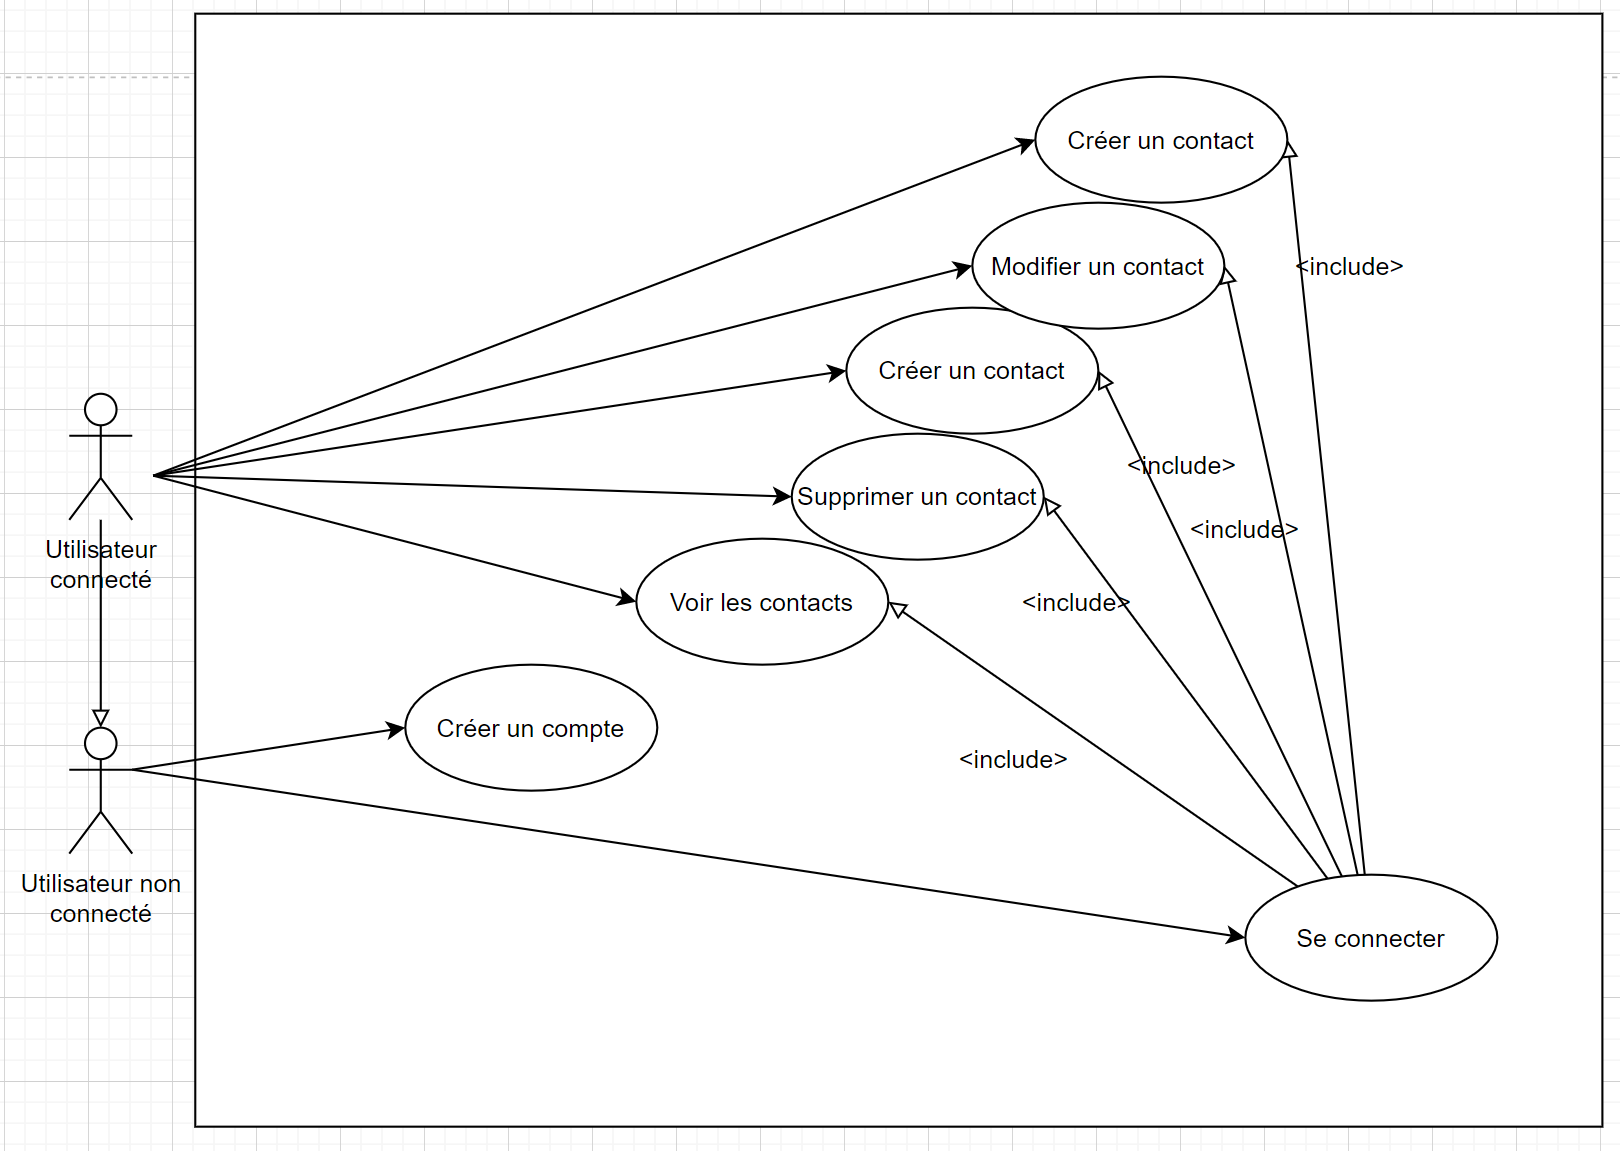 Créer un contact
Modifier un contact
<include>
Créer un contact
<include>
Supprimer un contact
<include>
Utilisateur
connecté
Voir les contacts
<include>
Créer un compte
<include>
Utilisateur non
connecté
Se connecter